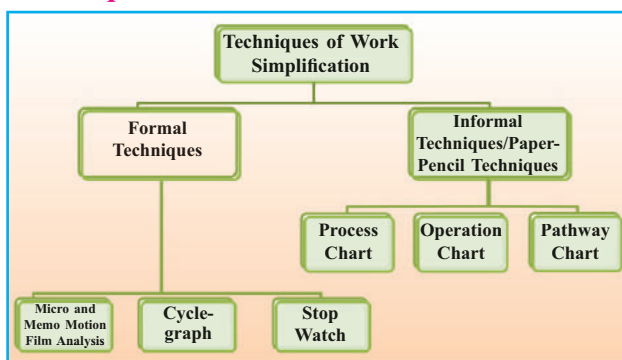 Techniques of Work
Simplification
Formal
Techniques
Informal
Techniques/Paper-
Pencil Techniques
Process
Chart
Operation
Chart
Pathway
Chart
Micro and
Memo Motion
Film Analysis
Cycle-
graph
Stop
Watch